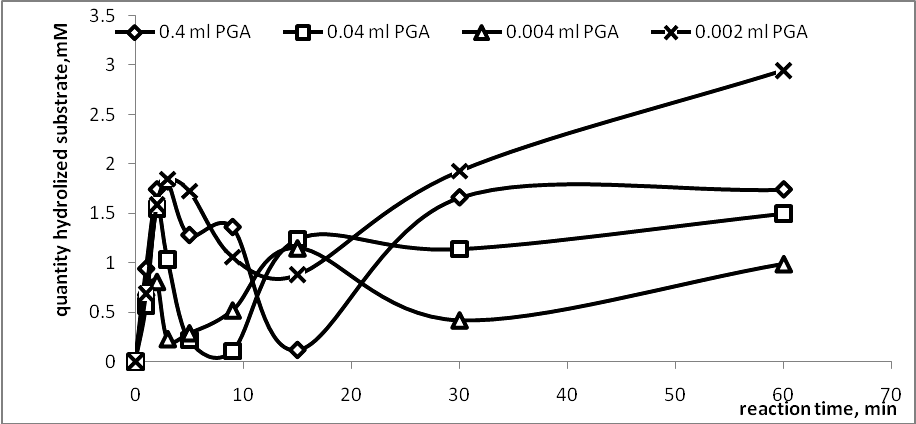 3.5
0.4 ml PGA 0.04 ml PGA 0.004 ml PGA 0.002 ml PGA
3
2.5
2
1.5
1
0.5
0
quantity hydrolized substrate,mM
0 10 20 30 40 50 60 70
reaction time, min